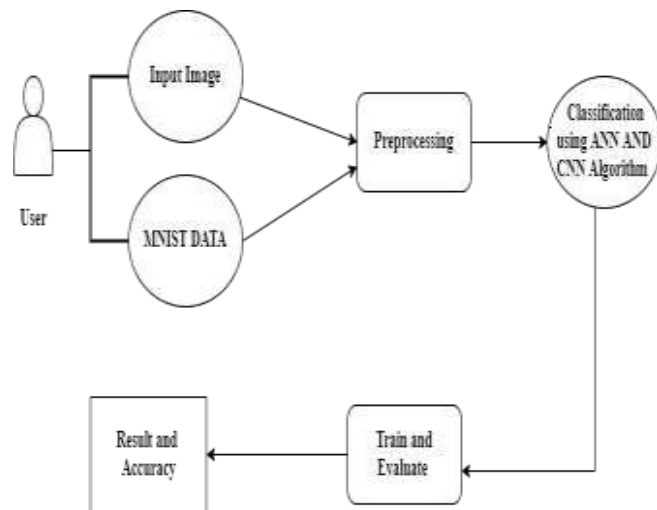 Input Image
User
MNIST DATA
Preprocessing
Classification
using ANN AND
CNN Algorithm
Train and
Evaluate
Result and
Accuracy